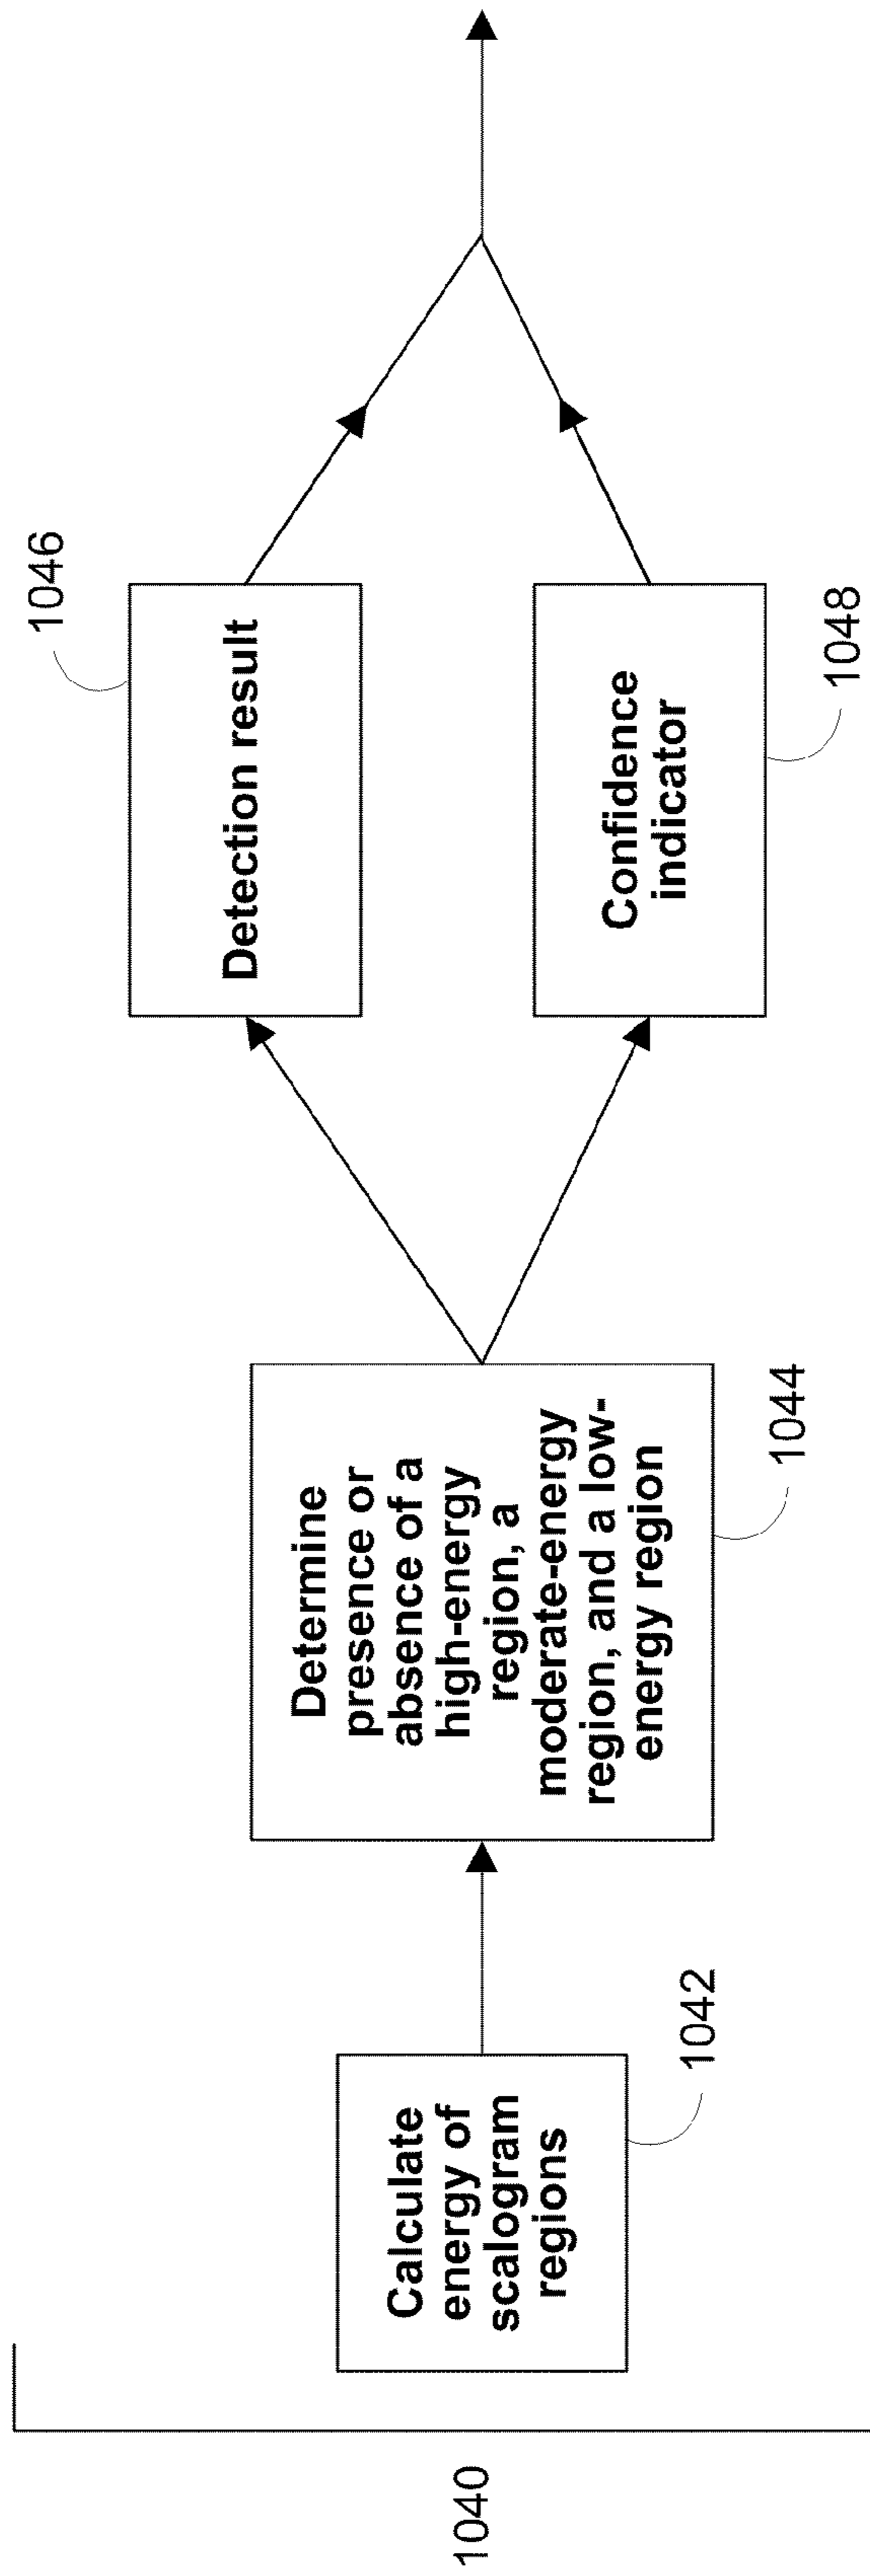 1040
Calculate
energy of
scalogram
regions
1042
Determine
presence or
absence of a
high-energy
region, a
moderate-energy
region, and a low-
energy region
1044
Detection result
1046
Confidence
indicator
1048